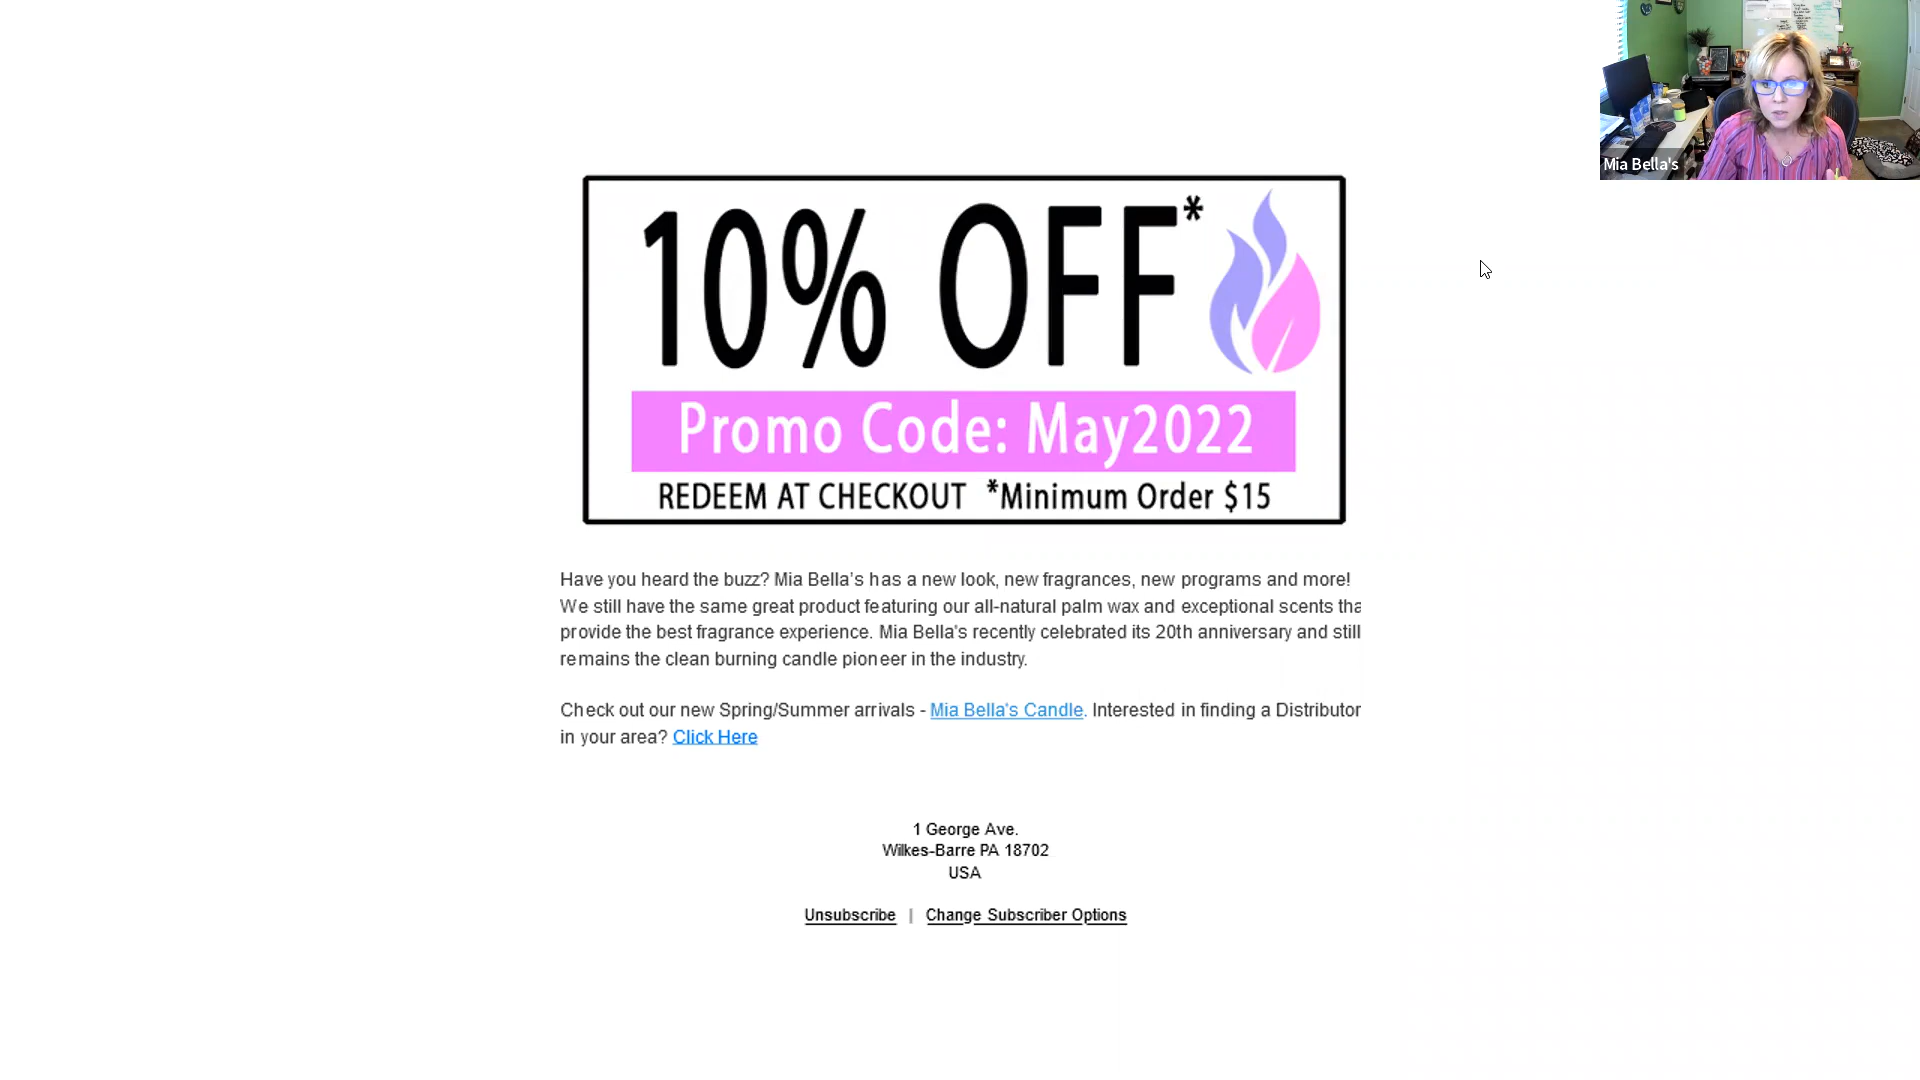 Mia Bella's
10% OFF*
Promo Code: May2022
REDEEM AT CHECKOUT *Minimum Order $15
Have you heard the buzz? Mia Bella's has a new look, new fragrances, new programs and more!
We still have the same great product featuring our all-natural palm wax and exceptional scents tha
provide the best fragrance experience. Mia Bella's recently celebrated its 20th anniversary and still
remains the clean burning candle pioneer in the industry.
Check out our new Spring/Summer arrivals - Mia Bella's Candle. Interested in finding a Distributor
in your area? Click Here
1 George Ave.
Wilkes-Barre PA 18702
USA
Unsubscribe | Change Subscriber Options